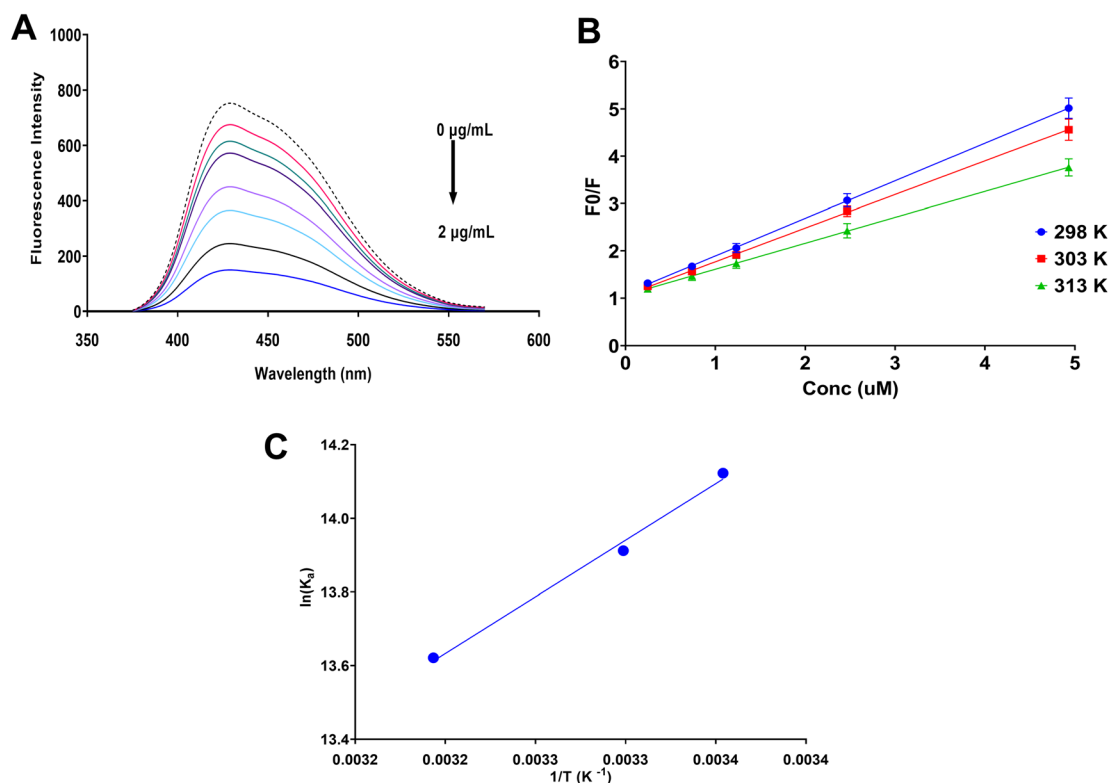 A
Fluorescence Intensity
1000
800
600
400
200
0
350
400
450
500
550
600
Wavelength (nm)
0 µg/mL
2 µg/mL
B
F0/F
6
5
4
3
2
1
0
0
1
2
3
4
5
Conc (uM)
298 K
303 K
313 K
C
ln(Ka)
14.2
14.0
13.8
13.6
13.4
0.0032
0.0032
0.0033
0.0033
0.0034
0.0034
1/T (K -1)